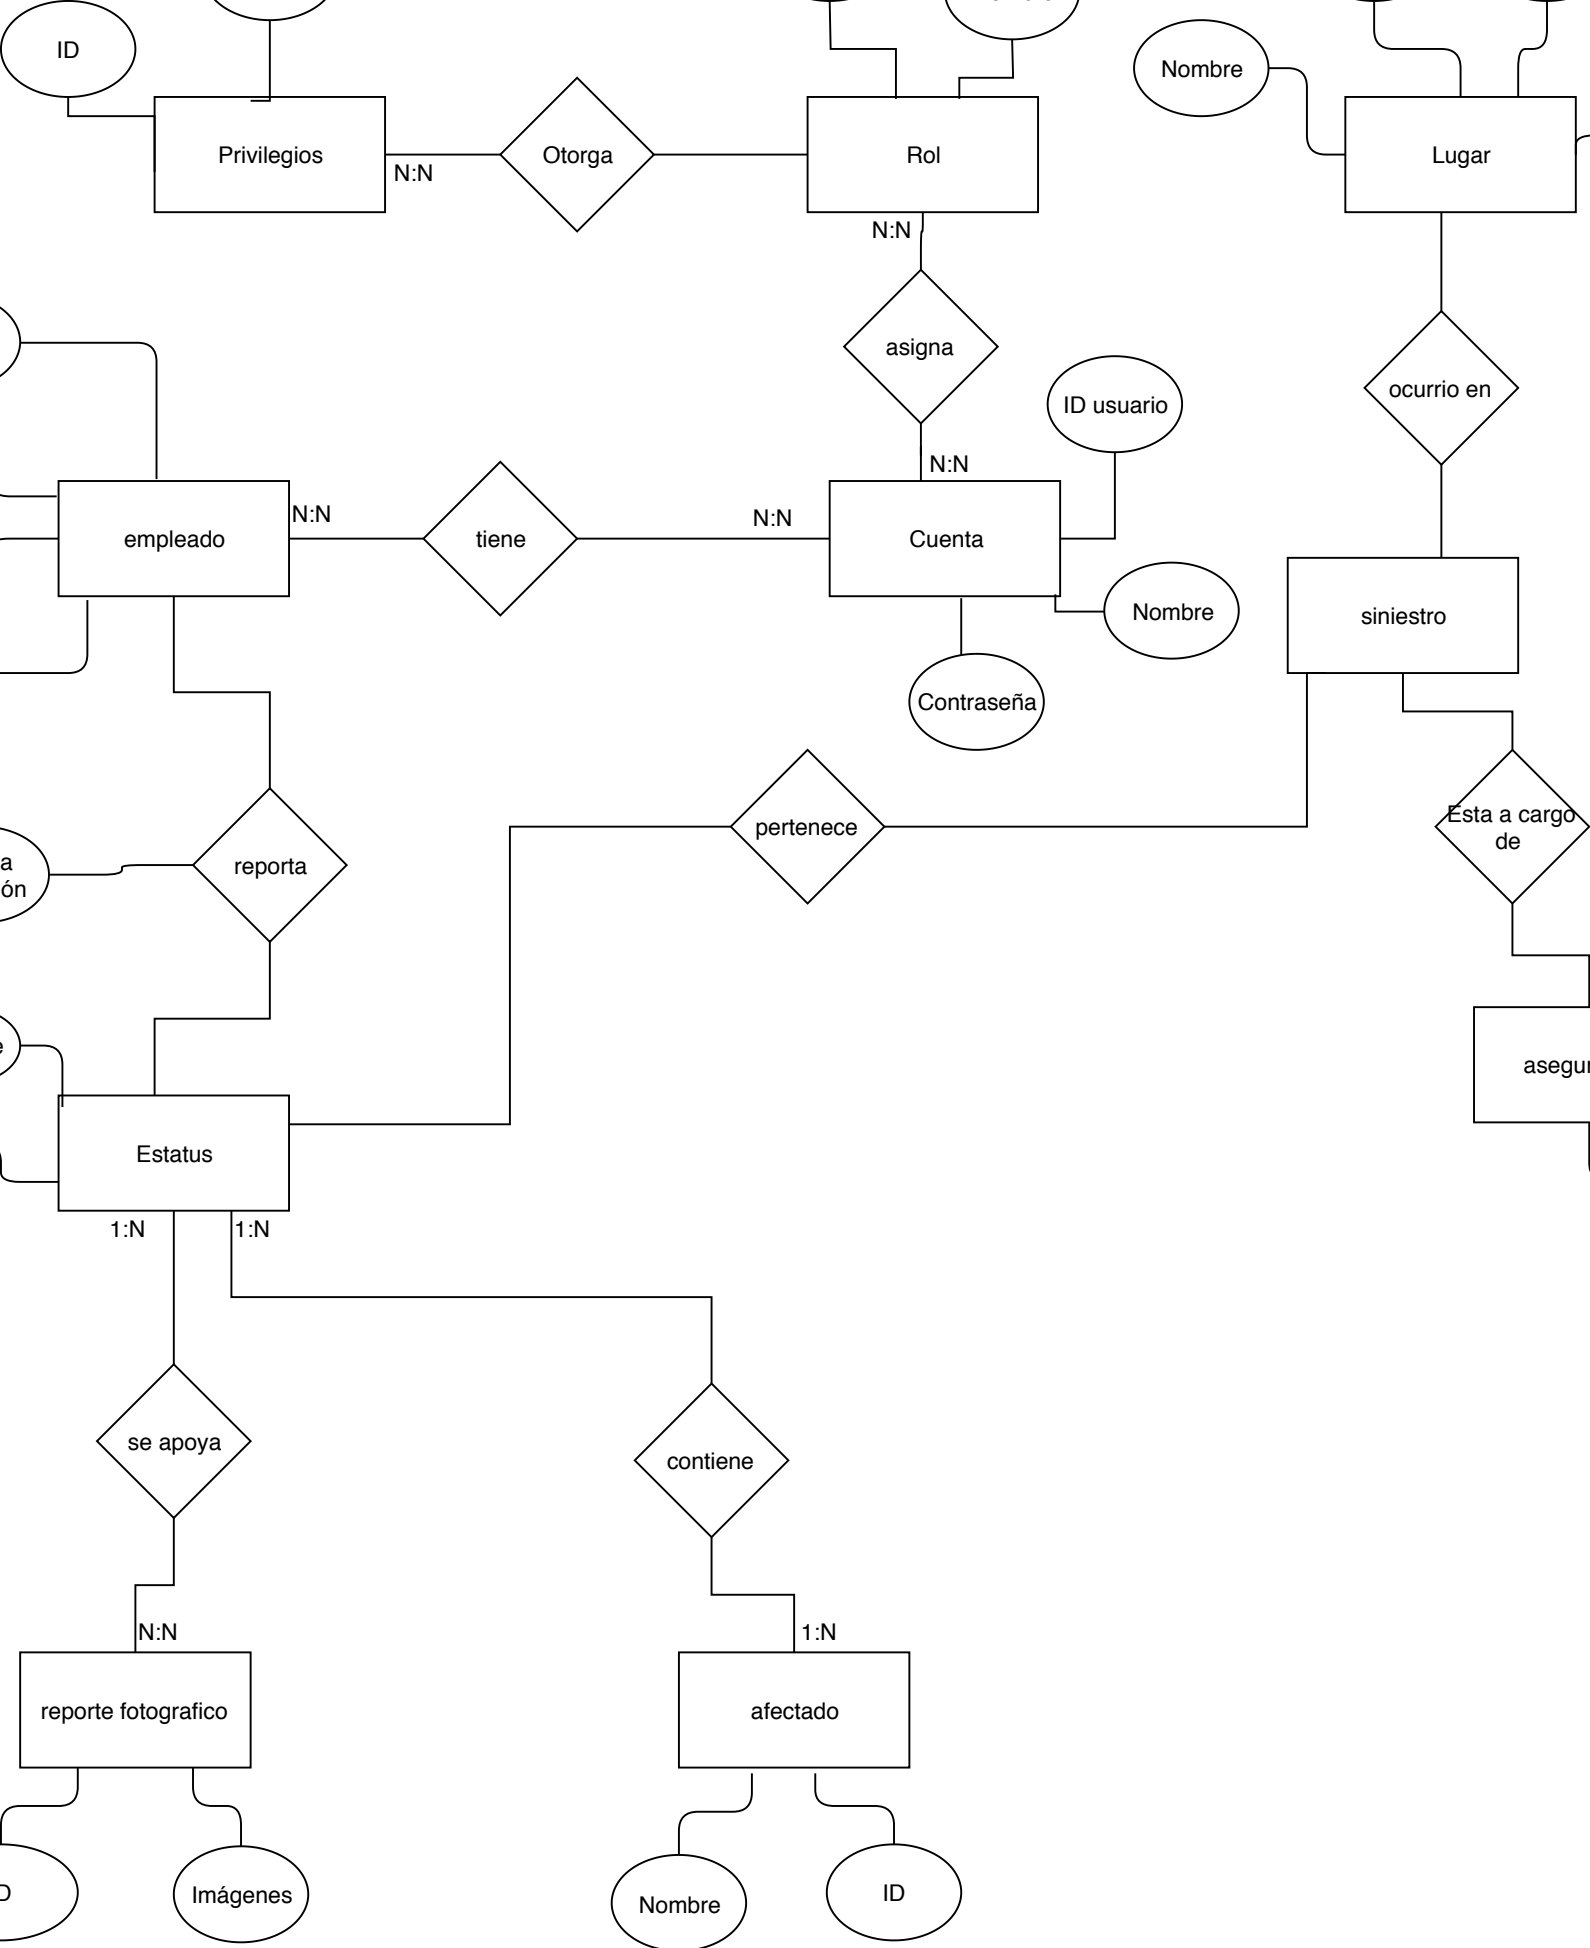 ID
Nombre
Privilegios
Otorga
Rol
Lugar
N:N
N:N
asigna
ocurrio en
ID usuario
N:N
N:N
N:N
empleado
tiene
Cuenta
Nombre
siniestro
Contraseña
pertenece
Esta a cargo
de
reporta
Estatus
1:N
1:N
se apoya
contiene
N:N
1:N
reporte fotografico
afectado
Imágenes
Nombre
ID